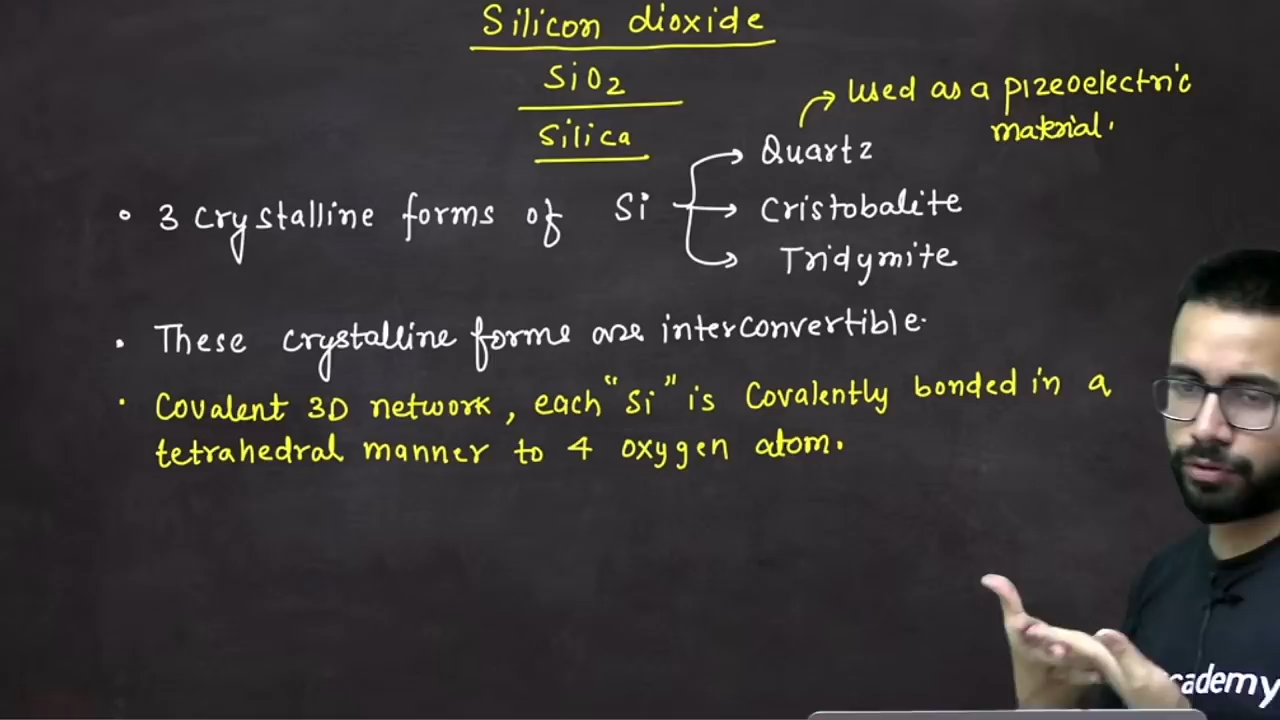 Silicon dioxide
SiO2
Silica
Used as a pizeoelectric
material.
Quartz
• 3 crystalline forms of Si
Cristobalite
Tridymite
• These crystalline forms are interconvertible.
• Covalent 3D network, each "Si" is Covalently bonded in a
tetrahedral manner to 4 oxygen atom.
cademy